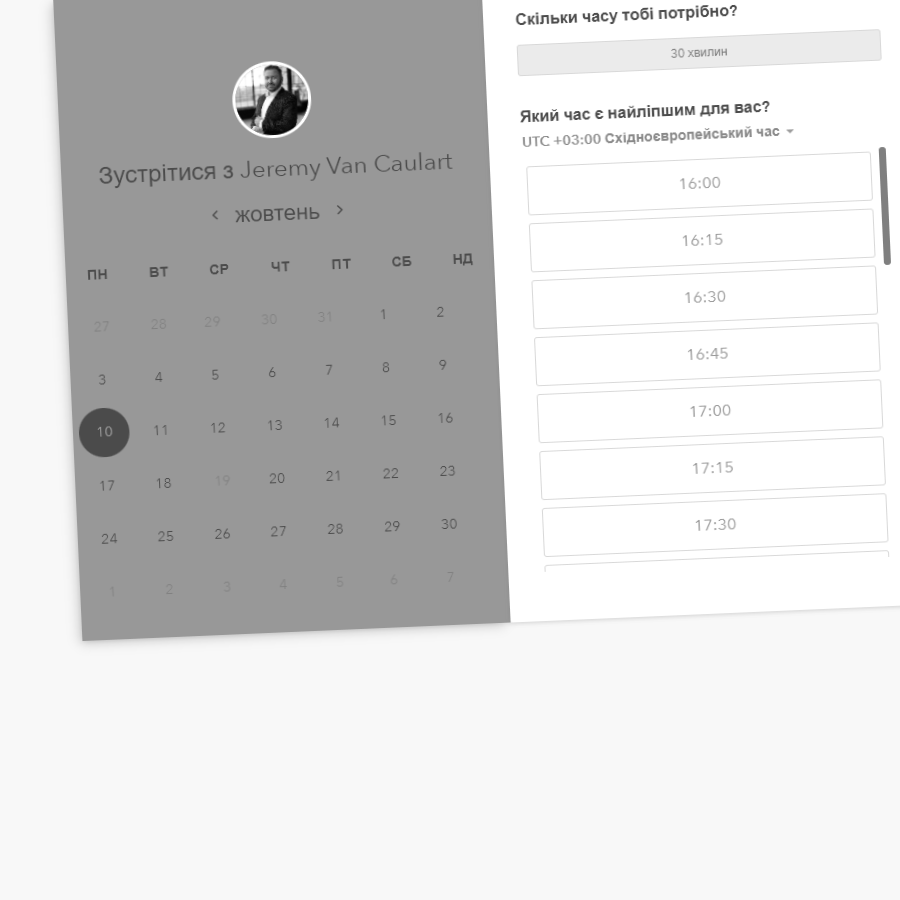 Зустрітися з Jeremy Van Caulart
жовтень
ПН ВТ СР ЧТ ПТ СБ НД
27 28 29 30 31 1 2
3 4 5 6 7 8 9
10 11 12 13 14 15 16
17 18 19 20 21 22 23
24 25 26 27 28 29 30
1 2 3 4 5 6 7
Скільки часу тобі потрібно?
30 хвилин
Який час є найліпшим для вас?
UTC +03:00 Східноєвропейський час
16:00
16:15
16:30
16:45
17:00
17:15
17:30